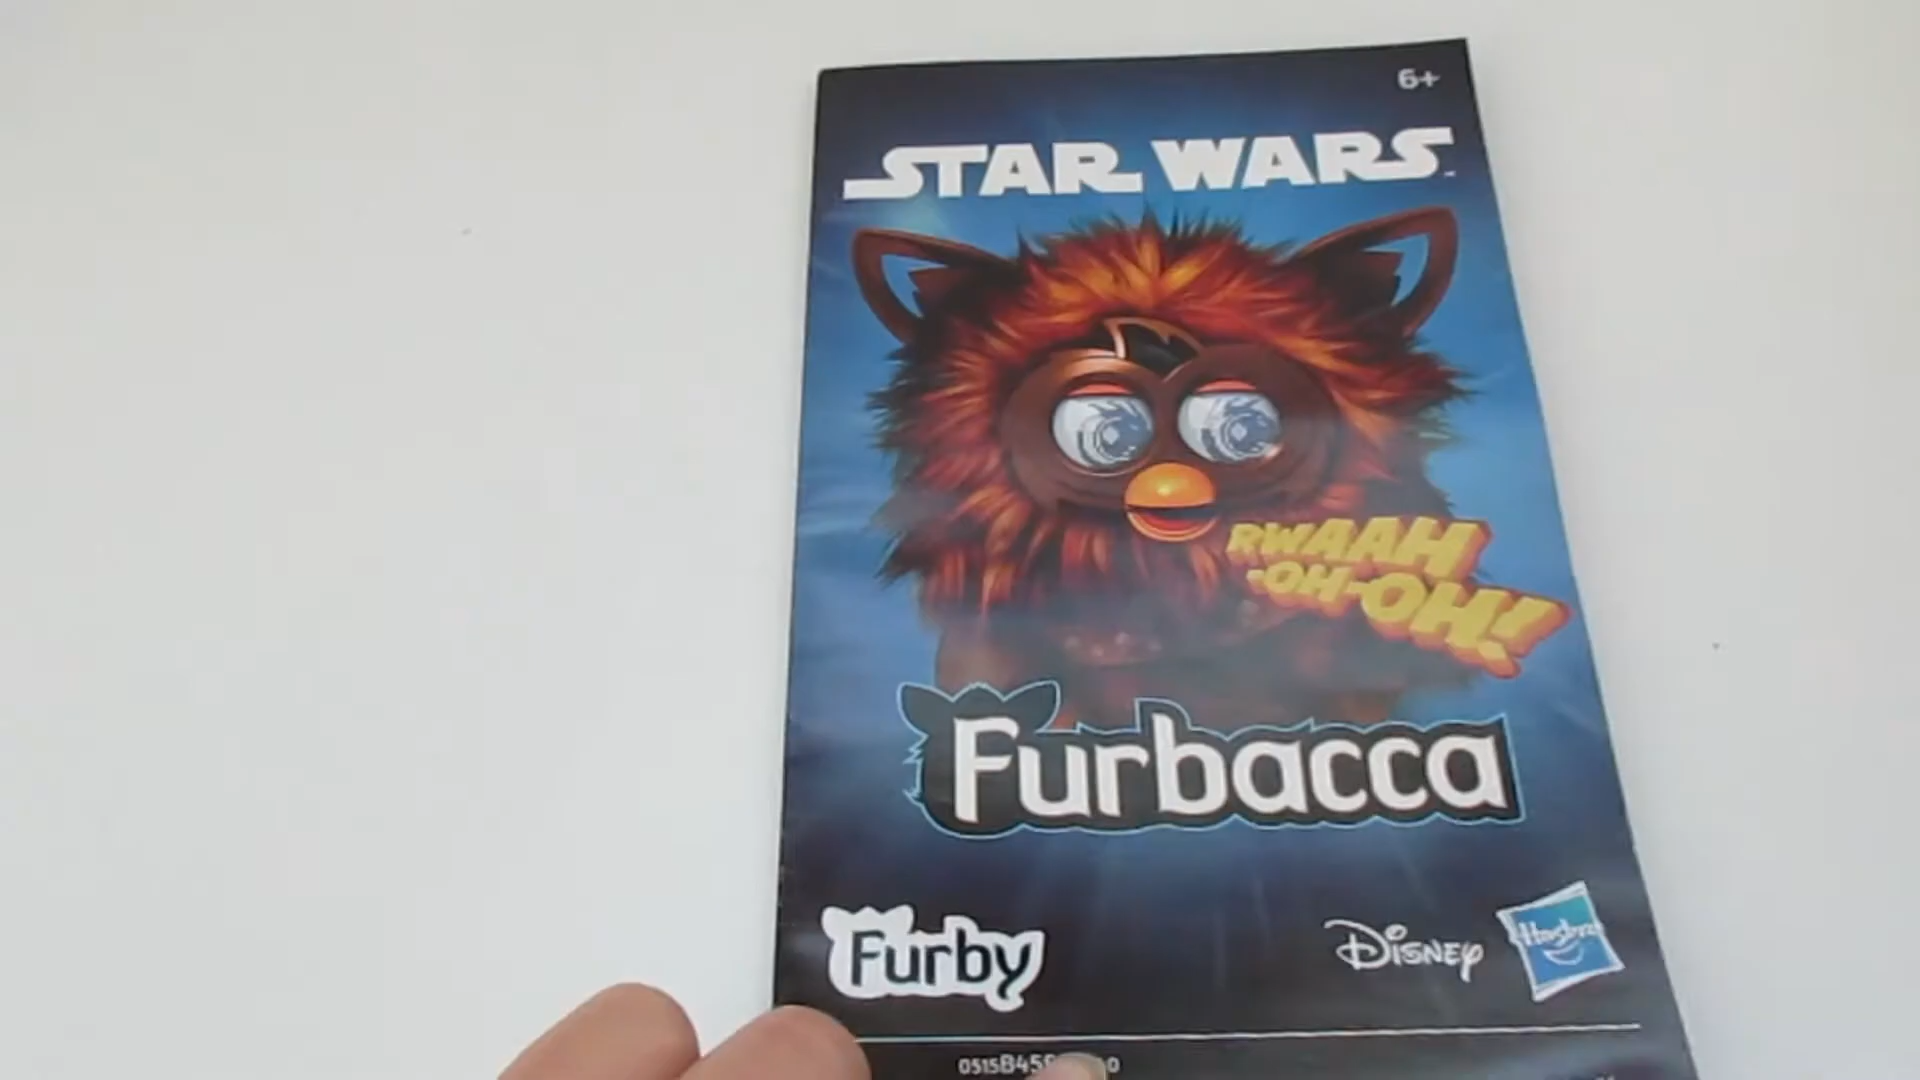 6+
STAR WARS
RWAAH
-OH-OH!
Furbacca
Furby
Disney
Hasbro